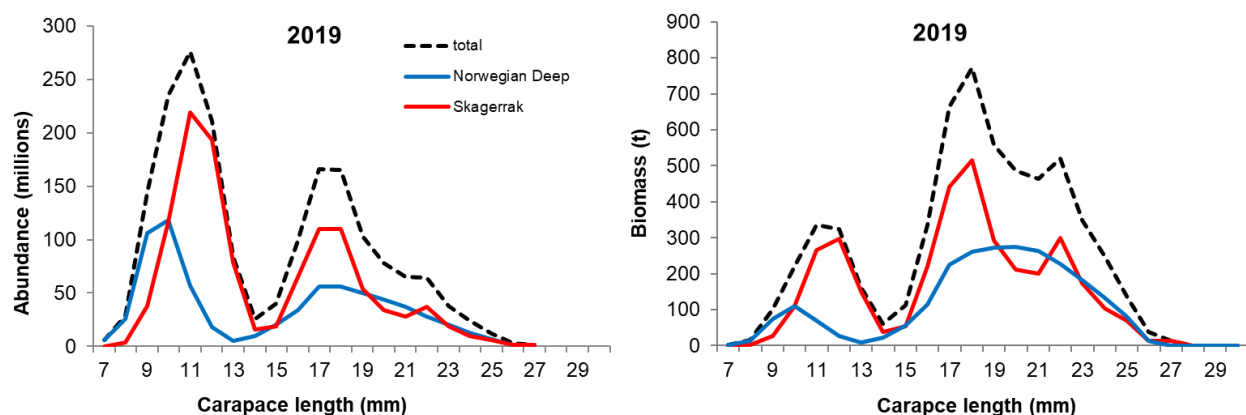 2019
total
Norwegian Deep
Skagerrak
Abundance (millions)
300
250
200
150
100
50
0
7 9 11 13 15 17 19 21 23 25 27 29
Carapace length (mm)
2019
Biomass (t)
900
800
700
600
500
400
300
200
100
0
7 9 11 13 15 17 19 21 23 25 27 29
Carapce length (mm)